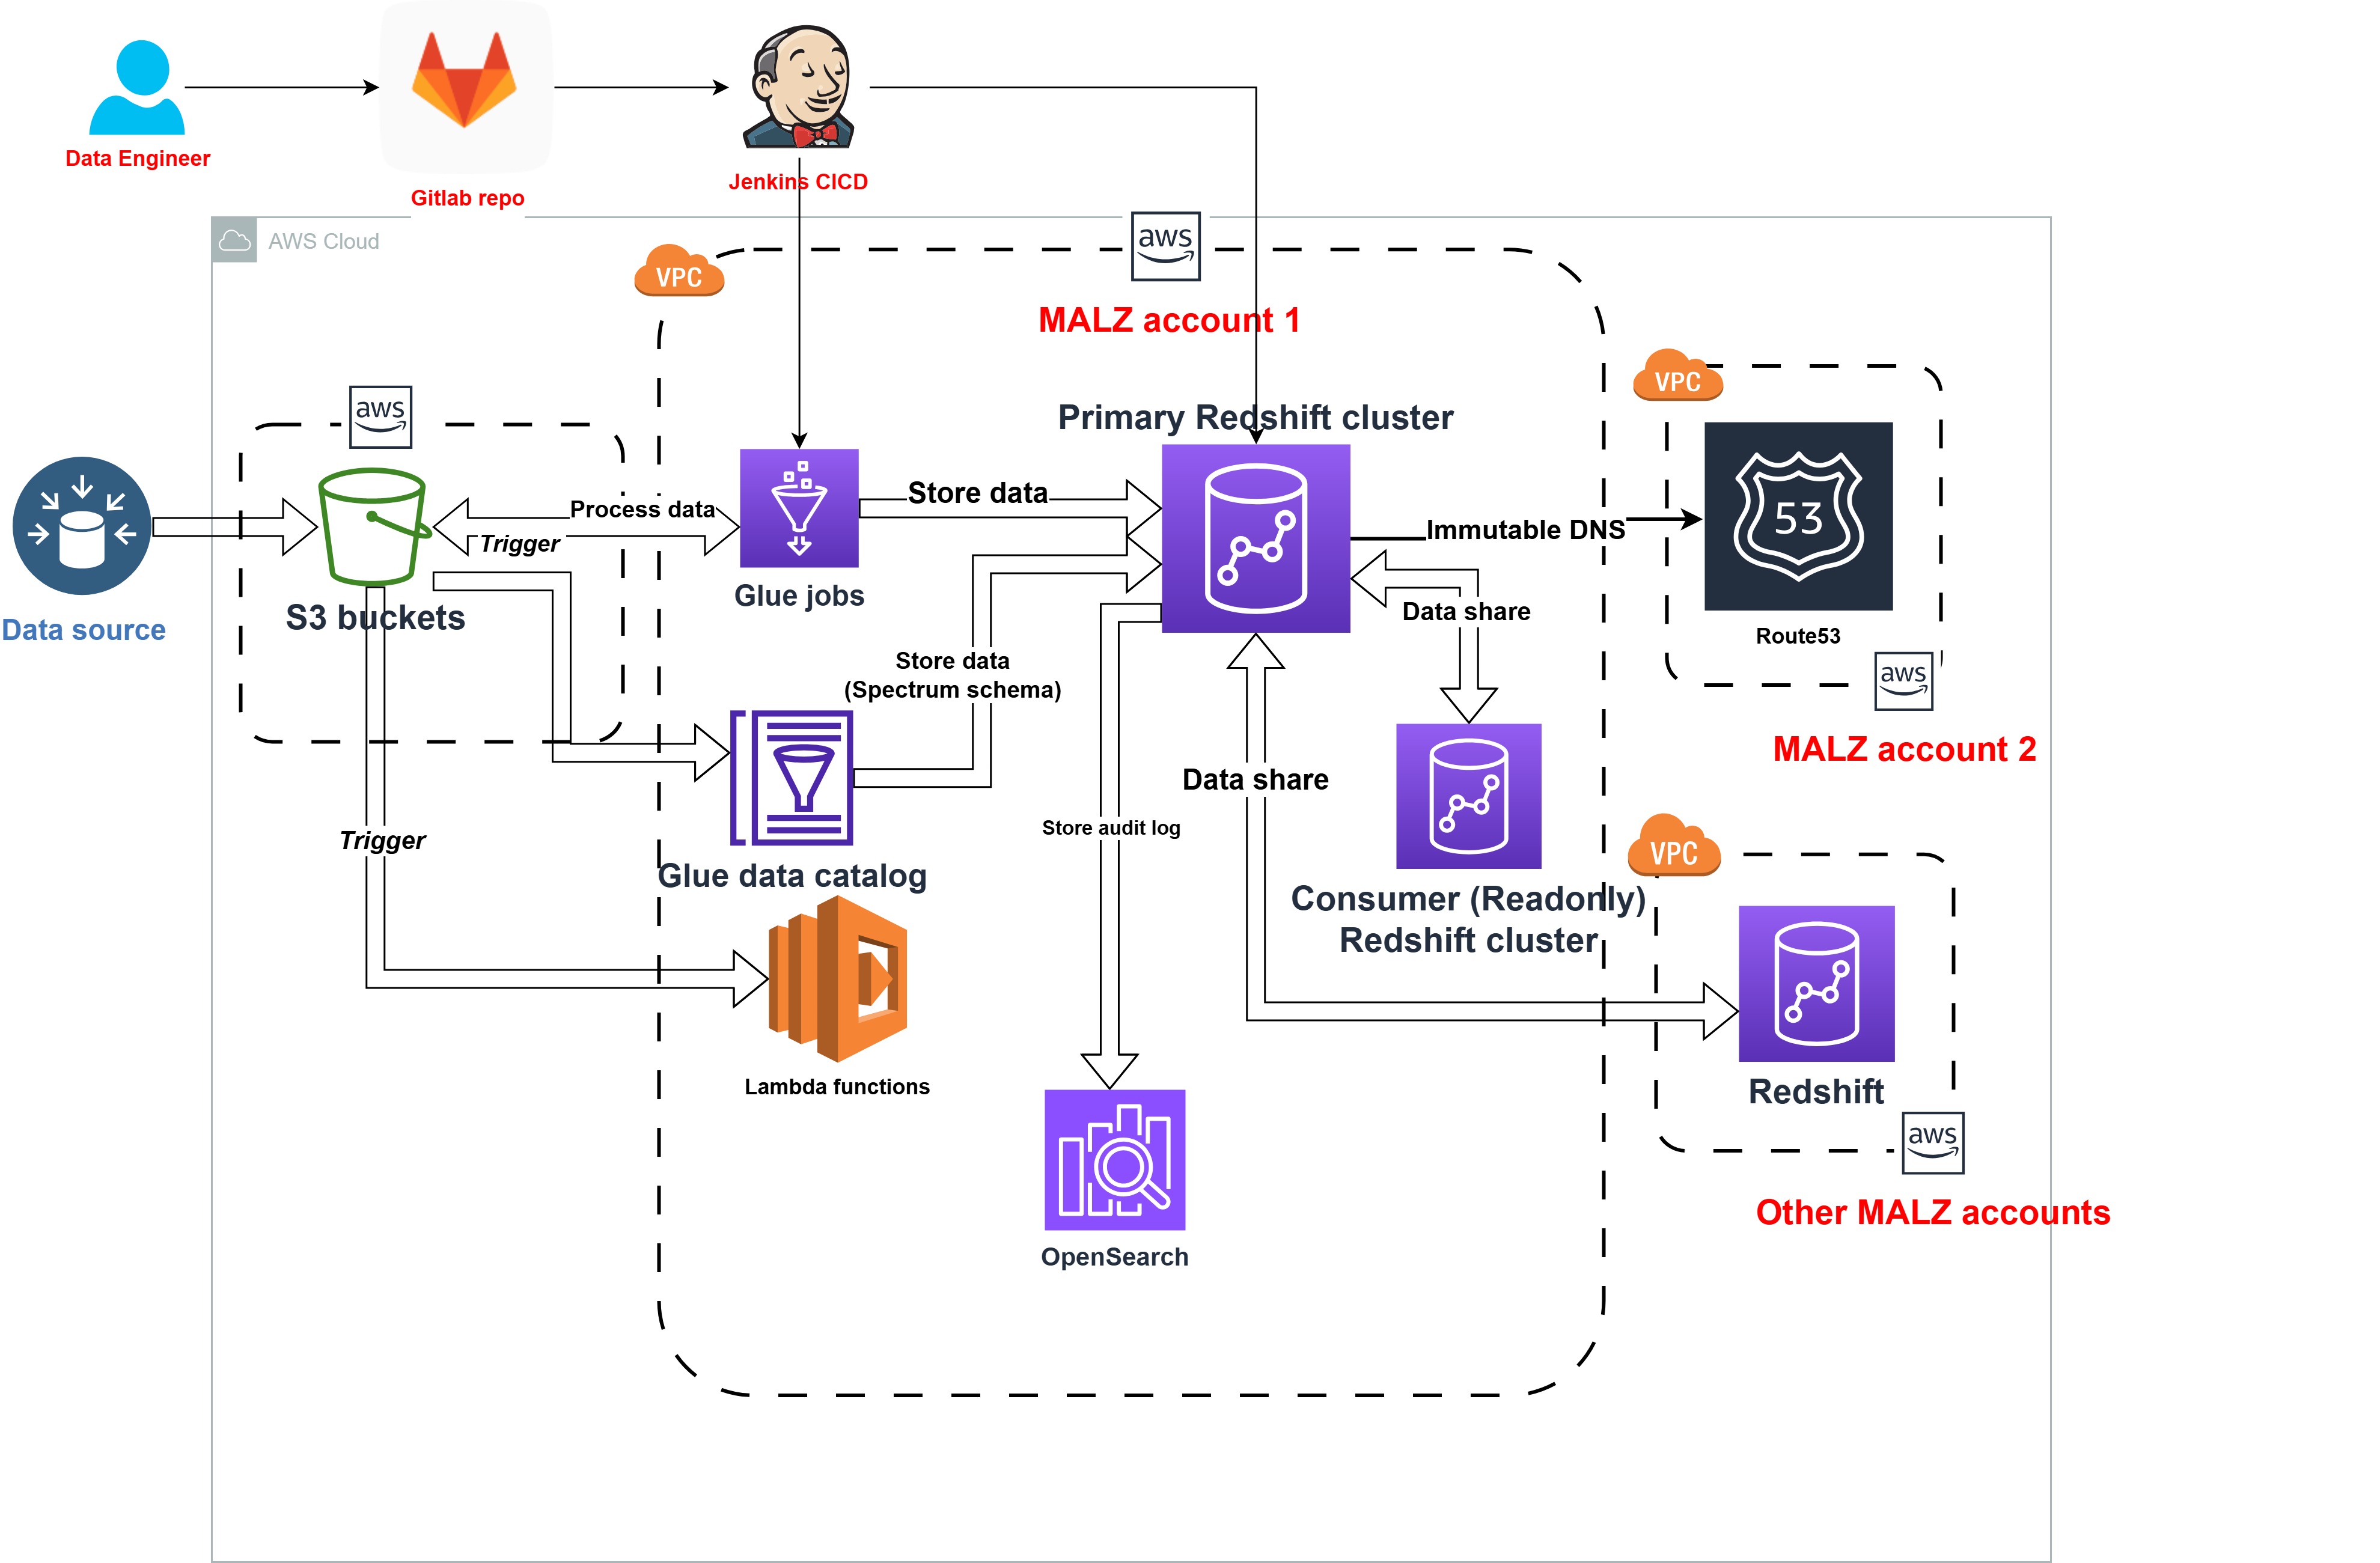 Data Engineer
Gitlab repo
Jenkins CICD
AWS Cloud
VPC
aws
MALZ account 1
VPC
aws
Primary Redshift cluster
53
Process data
Trigger
Store data
Immutable DNS
Glue jobs
S3 buckets
Data source
Data share
Route53
aws
Store data
(Spectrum schema)
MALZ account 2
Data share
Store audit log
Trigger
VPC
Glue data catalog
Consumer (Readonly)
Redshift cluster
Lambda functions
Redshift
aws
Other MALZ accounts
OpenSearch